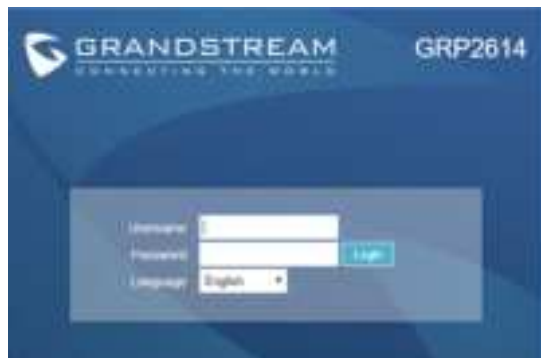 GRANDSTREAM
CONNECTING THE WORLD
GRP2614
Username
Password
Login
Language English